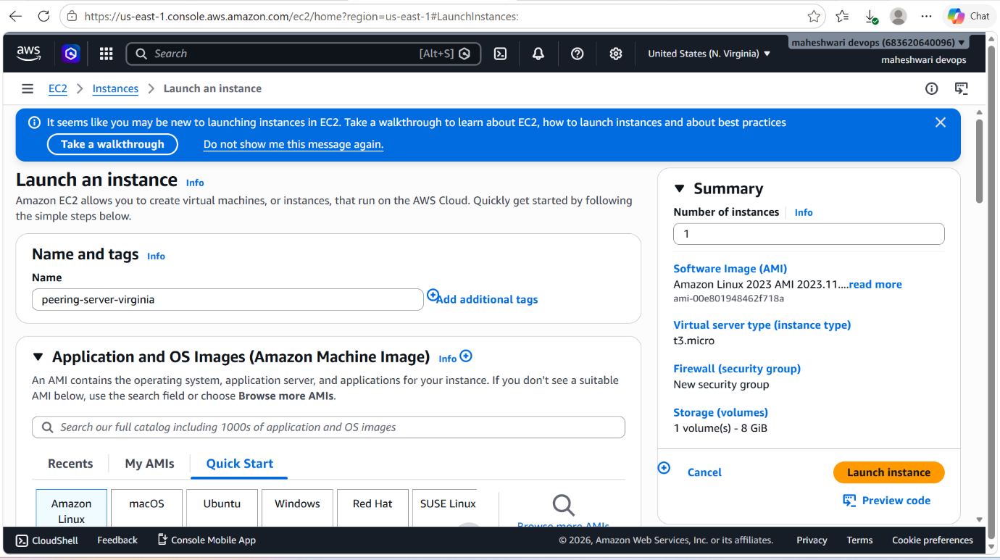 https://us-east-1.console.aws.amazon.com/ec2/home?region=us-east-1#LaunchInstances:
Chat
aws
Search [Alt+S]
United States (N. Virginia) ▼
maheshwari devops (683620640096) ▼
maheshwari devops
EC2 > Instances > Launch an instance
It seems like you may be new to launching instances in EC2. Take a walkthrough to learn about EC2, how to launch instances and about best practices
Take a walkthrough
Do not show me this message again.
Launch an instance Info
Amazon EC2 allows you to create virtual machines, or instances, that run on the AWS Cloud. Quickly get started by following
the simple steps below.
Name and tags Info
Name
peering-server-virginia
Add additional tags
▼ Application and OS Images (Amazon Machine Image) Info
An AMI contains the operating system, application server, and applications for your instance. If you don't see a suitable
AMI below, use the search field or choose Browse more AMIs.
Search our full catalog including 1000s of application and OS images
Recents
My AMIs
Quick Start
Amazon
Linux
macOS
Ubuntu
Windows
Red Hat
SUSE Linux
Browse more AMIs
▼ Summary
Number of instances Info
1
Software Image (AMI)
Amazon Linux 2023 AMI 2023.11....read more
ami-00e801948462f718a
Virtual server type (instance type)
t3.micro
Firewall (security group)
New security group
Storage (volumes)
1 volume(s) - 8 GiB
Cancel
Launch instance
Preview code
CloudShell
Feedback
Console Mobile App
© 2026, Amazon Web Services, Inc. or its affiliates.
Privacy
Terms
Cookie preferences